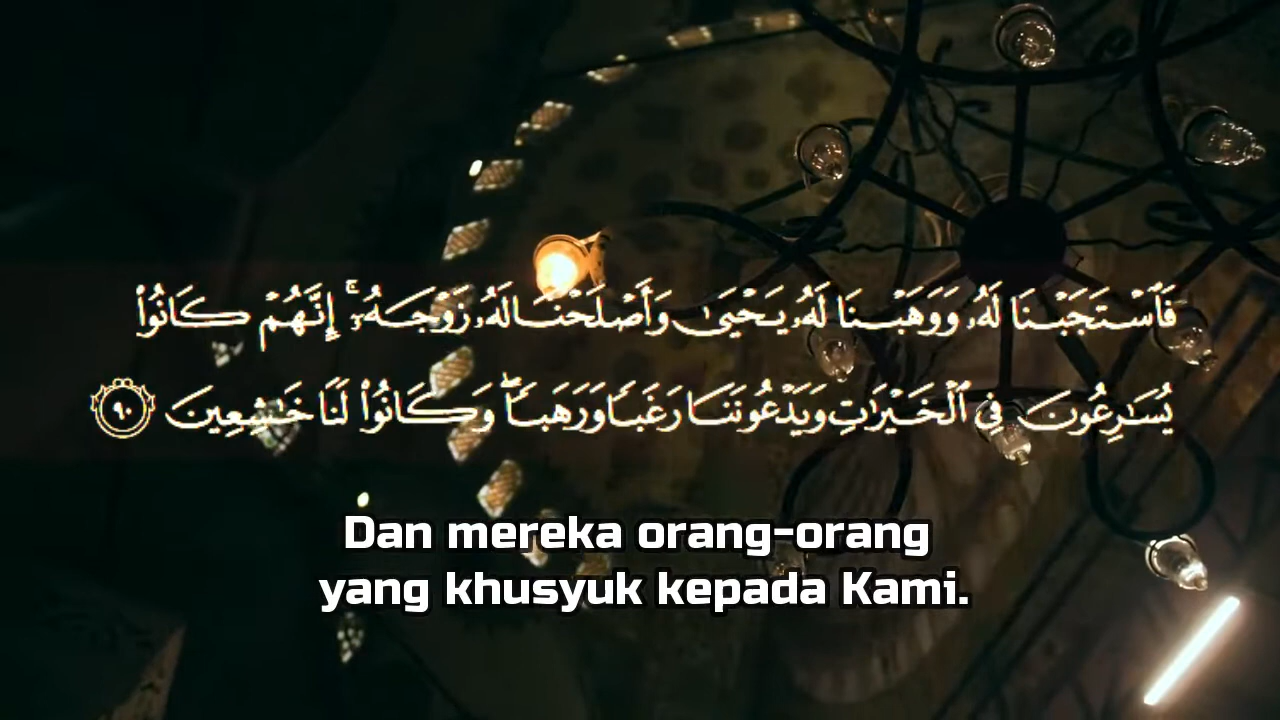 فَٱسْتَجَبْنَا لَهُۥ وَوَهَبْنَا لَهُۥ يَحْيَىٰ وَأَصْلَحْنَا لَهُۥ زَوْجَهُۥٓ ۚ إِنَّهُمْ كَانُوا۟
يُسَٰرِعُونَ فِى ٱلْخَيْرَٰتِ وَيَدْعُونَنَا رَغَبًا وَرَهَبًا ۖ وَكَانُوا۟ لَنَا خَٰشِعِينَ ٩٠
Dan mereka orang-orang
yang khusyuk kepada Kami.